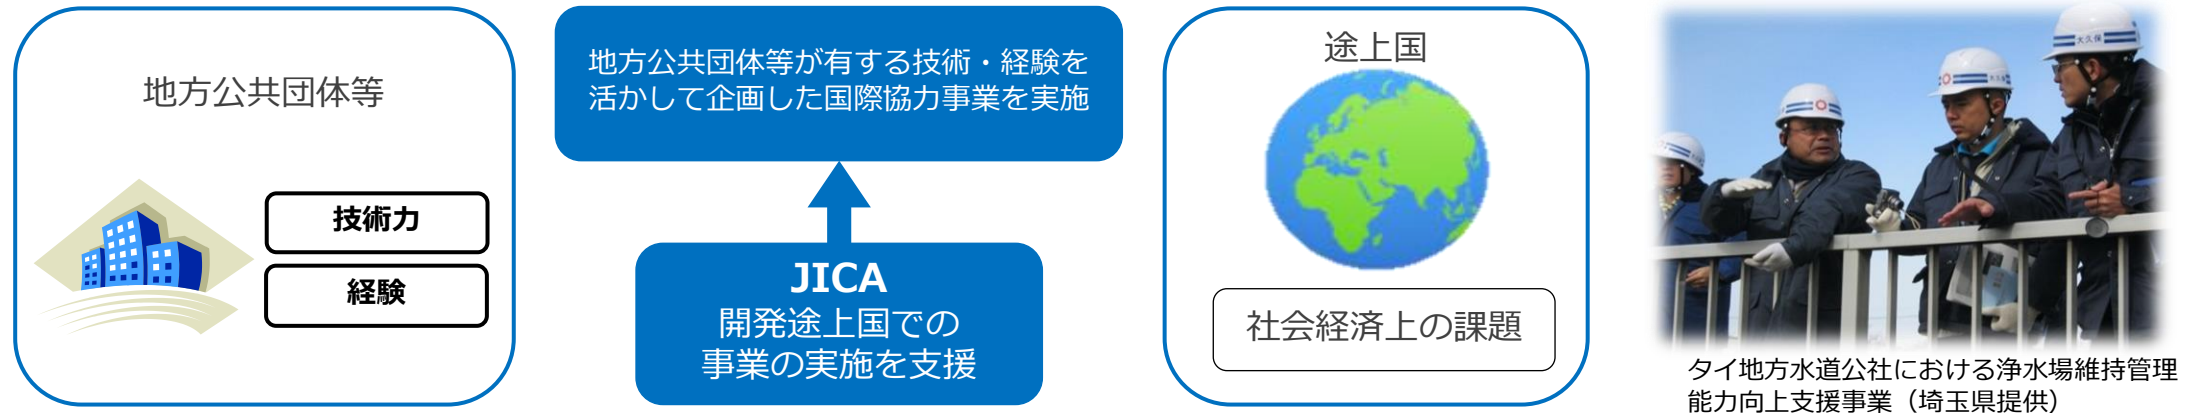 地方公共団体等
技術力
経験
地方公共団体等が有する技術・経験を
活かして企画した国際協力事業を実施
JICA
開発途上国での
事業の実施を支援
途上国
社会経済上の課題
大久保
タイ地方水道公社における浄水場維持管理
能力向上支援事業（埼玉県提供）